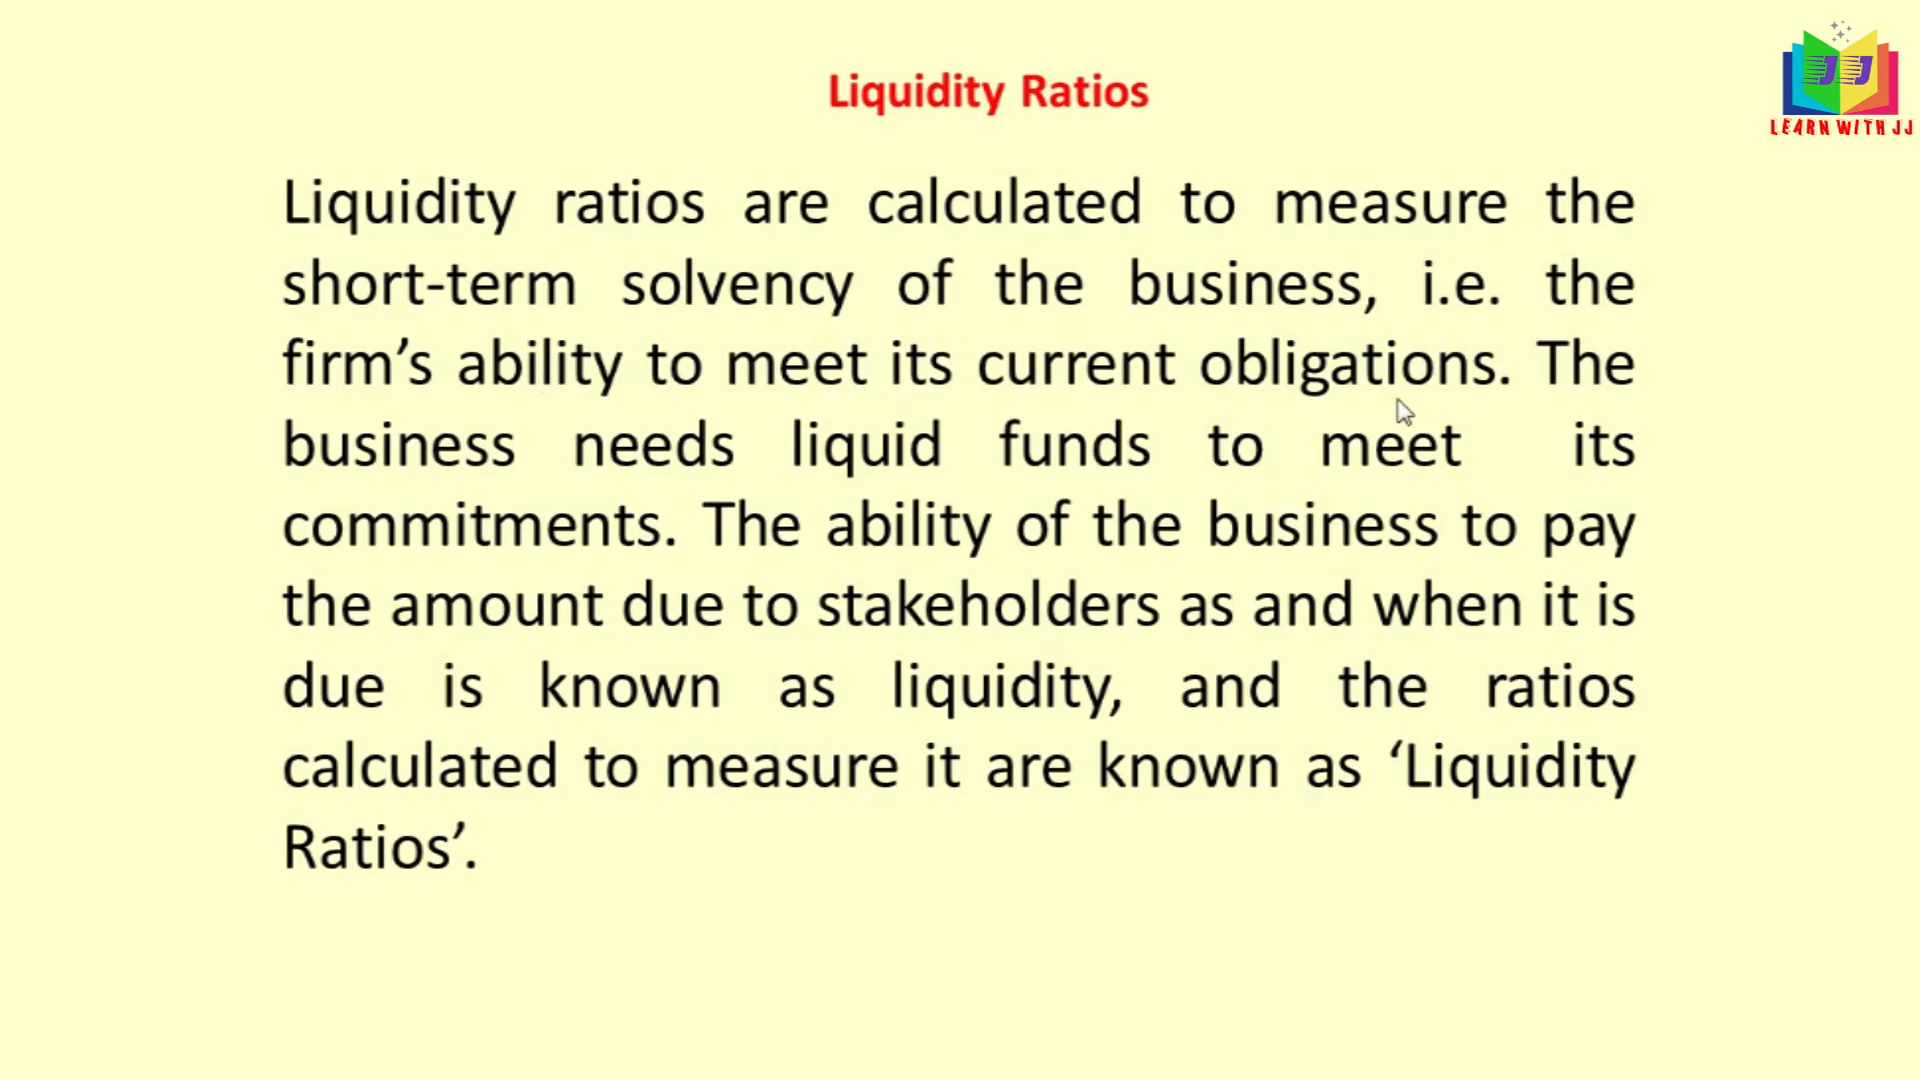 Liquidity Ratios
JJ
LEARN WITH JJ
Liquidity ratios are calculated to measure the
short-term solvency of the business, i.e. the
firm’s ability to meet its current obligations. The
business needs liquid funds to meet its
commitments. The ability of the business to pay
the amount due to stakeholders as and when it is
due is known as liquidity, and the ratios
calculated to measure it are known as ‘Liquidity
Ratios’.